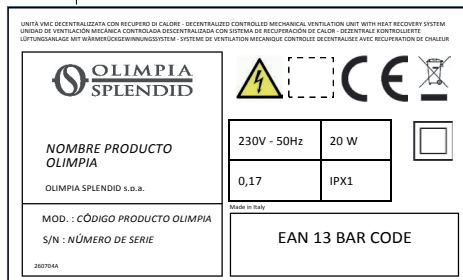 UNITÀ VMC DECENTRALIZZATA CON RECUPERO DI CALORE - DECENTRALIZED CONTROLLED MECHANICAL VENTILATION UNIT WITH HEAT RECOVERY SYSTEM
UNIDAD DE VENTILACIÓN MECÁNICA CONTROLADA DESCENTRALIZADA CON SISTEMA DE RECUPERACIÓN DE CALOR - DEZENTRALE KONTROLLIERTE
LÜFTUNGSANLAGE MIT WÄRMERÜCKGEWINNUNGSSYSTEM - SYSTEME DE VENTILATION MECANIQUE CONTROLEE DECENTRALISEE AVEC RECUPERATION DE CHALEUR
OLIMPIA
SPLENDID
CE
NOMBRE PRODUCTO
OLIMPIA
OLIMPIA SPLENDID s.p.a.
230V - 50Hz
20 W
0,17
IPX1
Made in Italy
MOD. : CÓDIGO PRODUCTO OLIMPIA
S/N : NÚMERO DE SERIE
260704A
EAN 13 BAR CODE